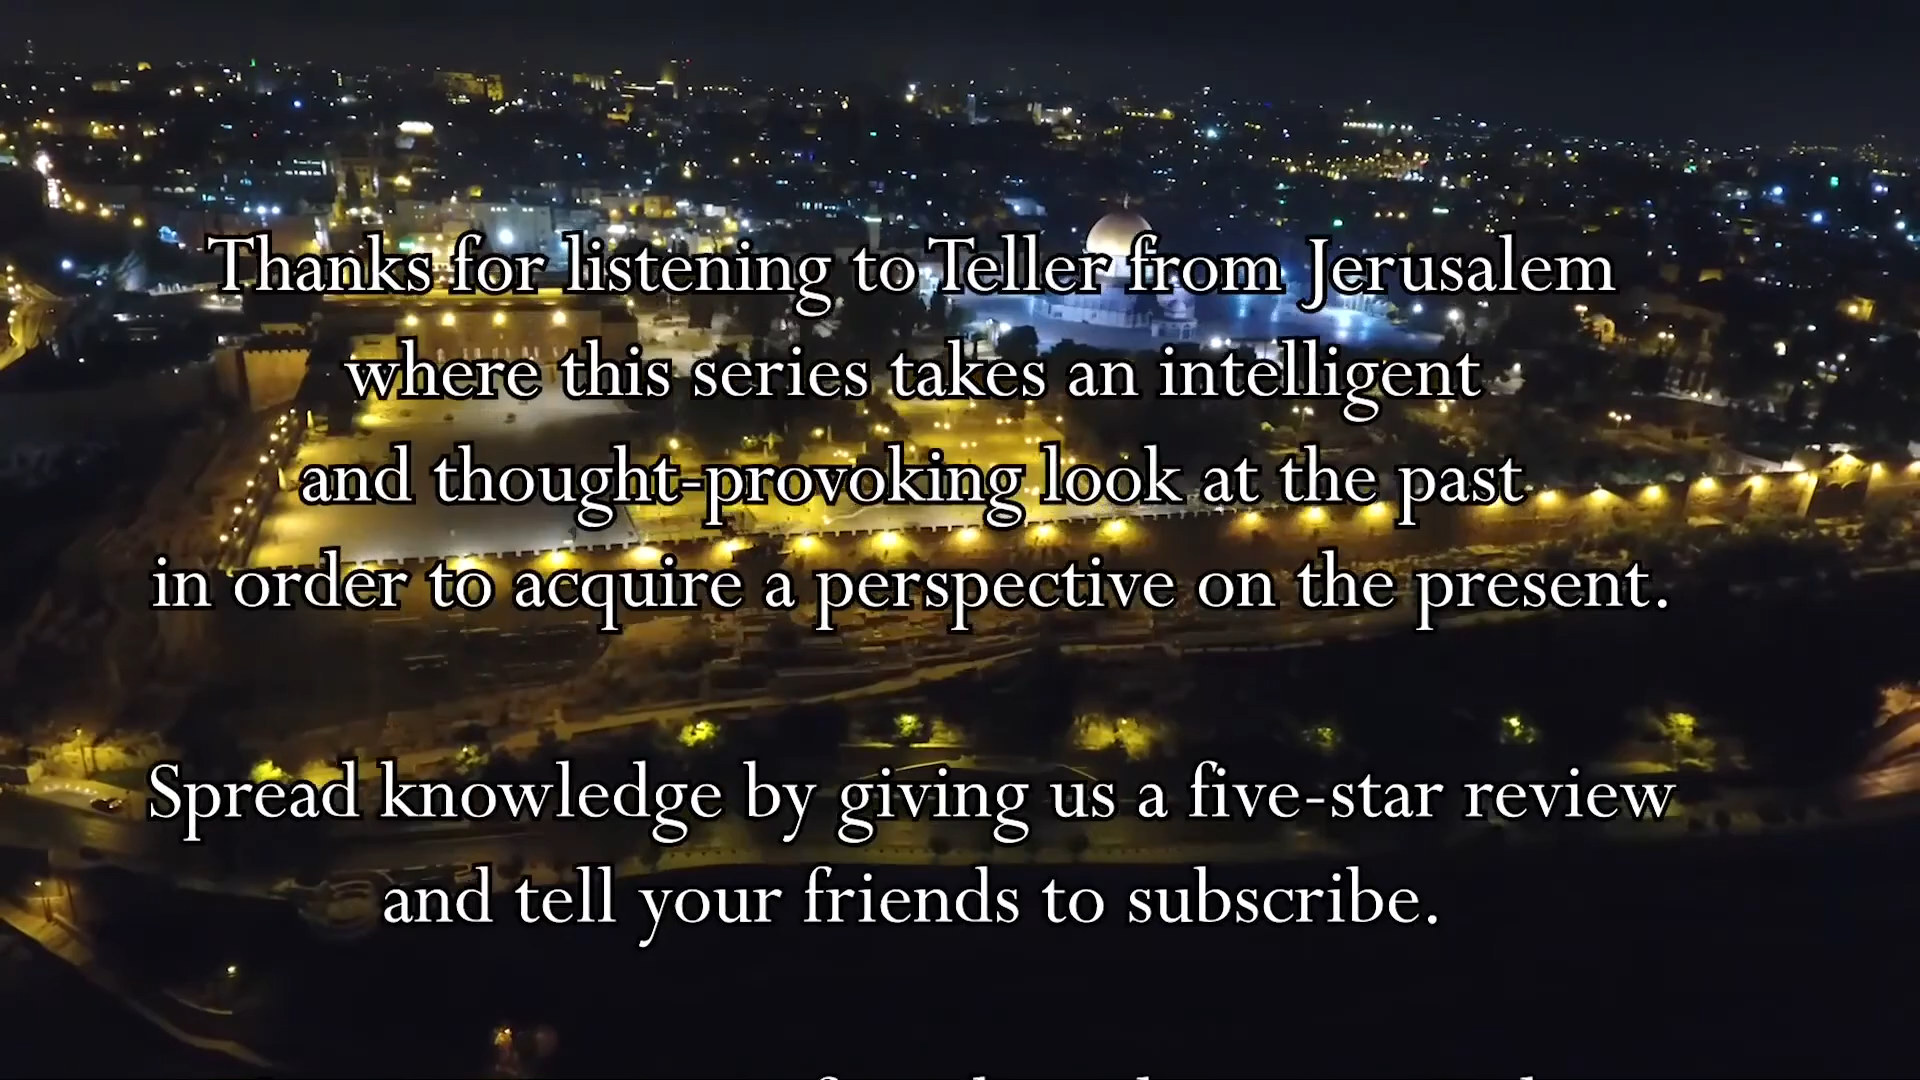 Thanks for listening to Teller from Jerusalem
where this series takes an intelligent
and thought-provoking look at the past
in order to acquire a perspective on the present.
Spread knowledge by giving us a five-star review
and tell your friends to subscribe.